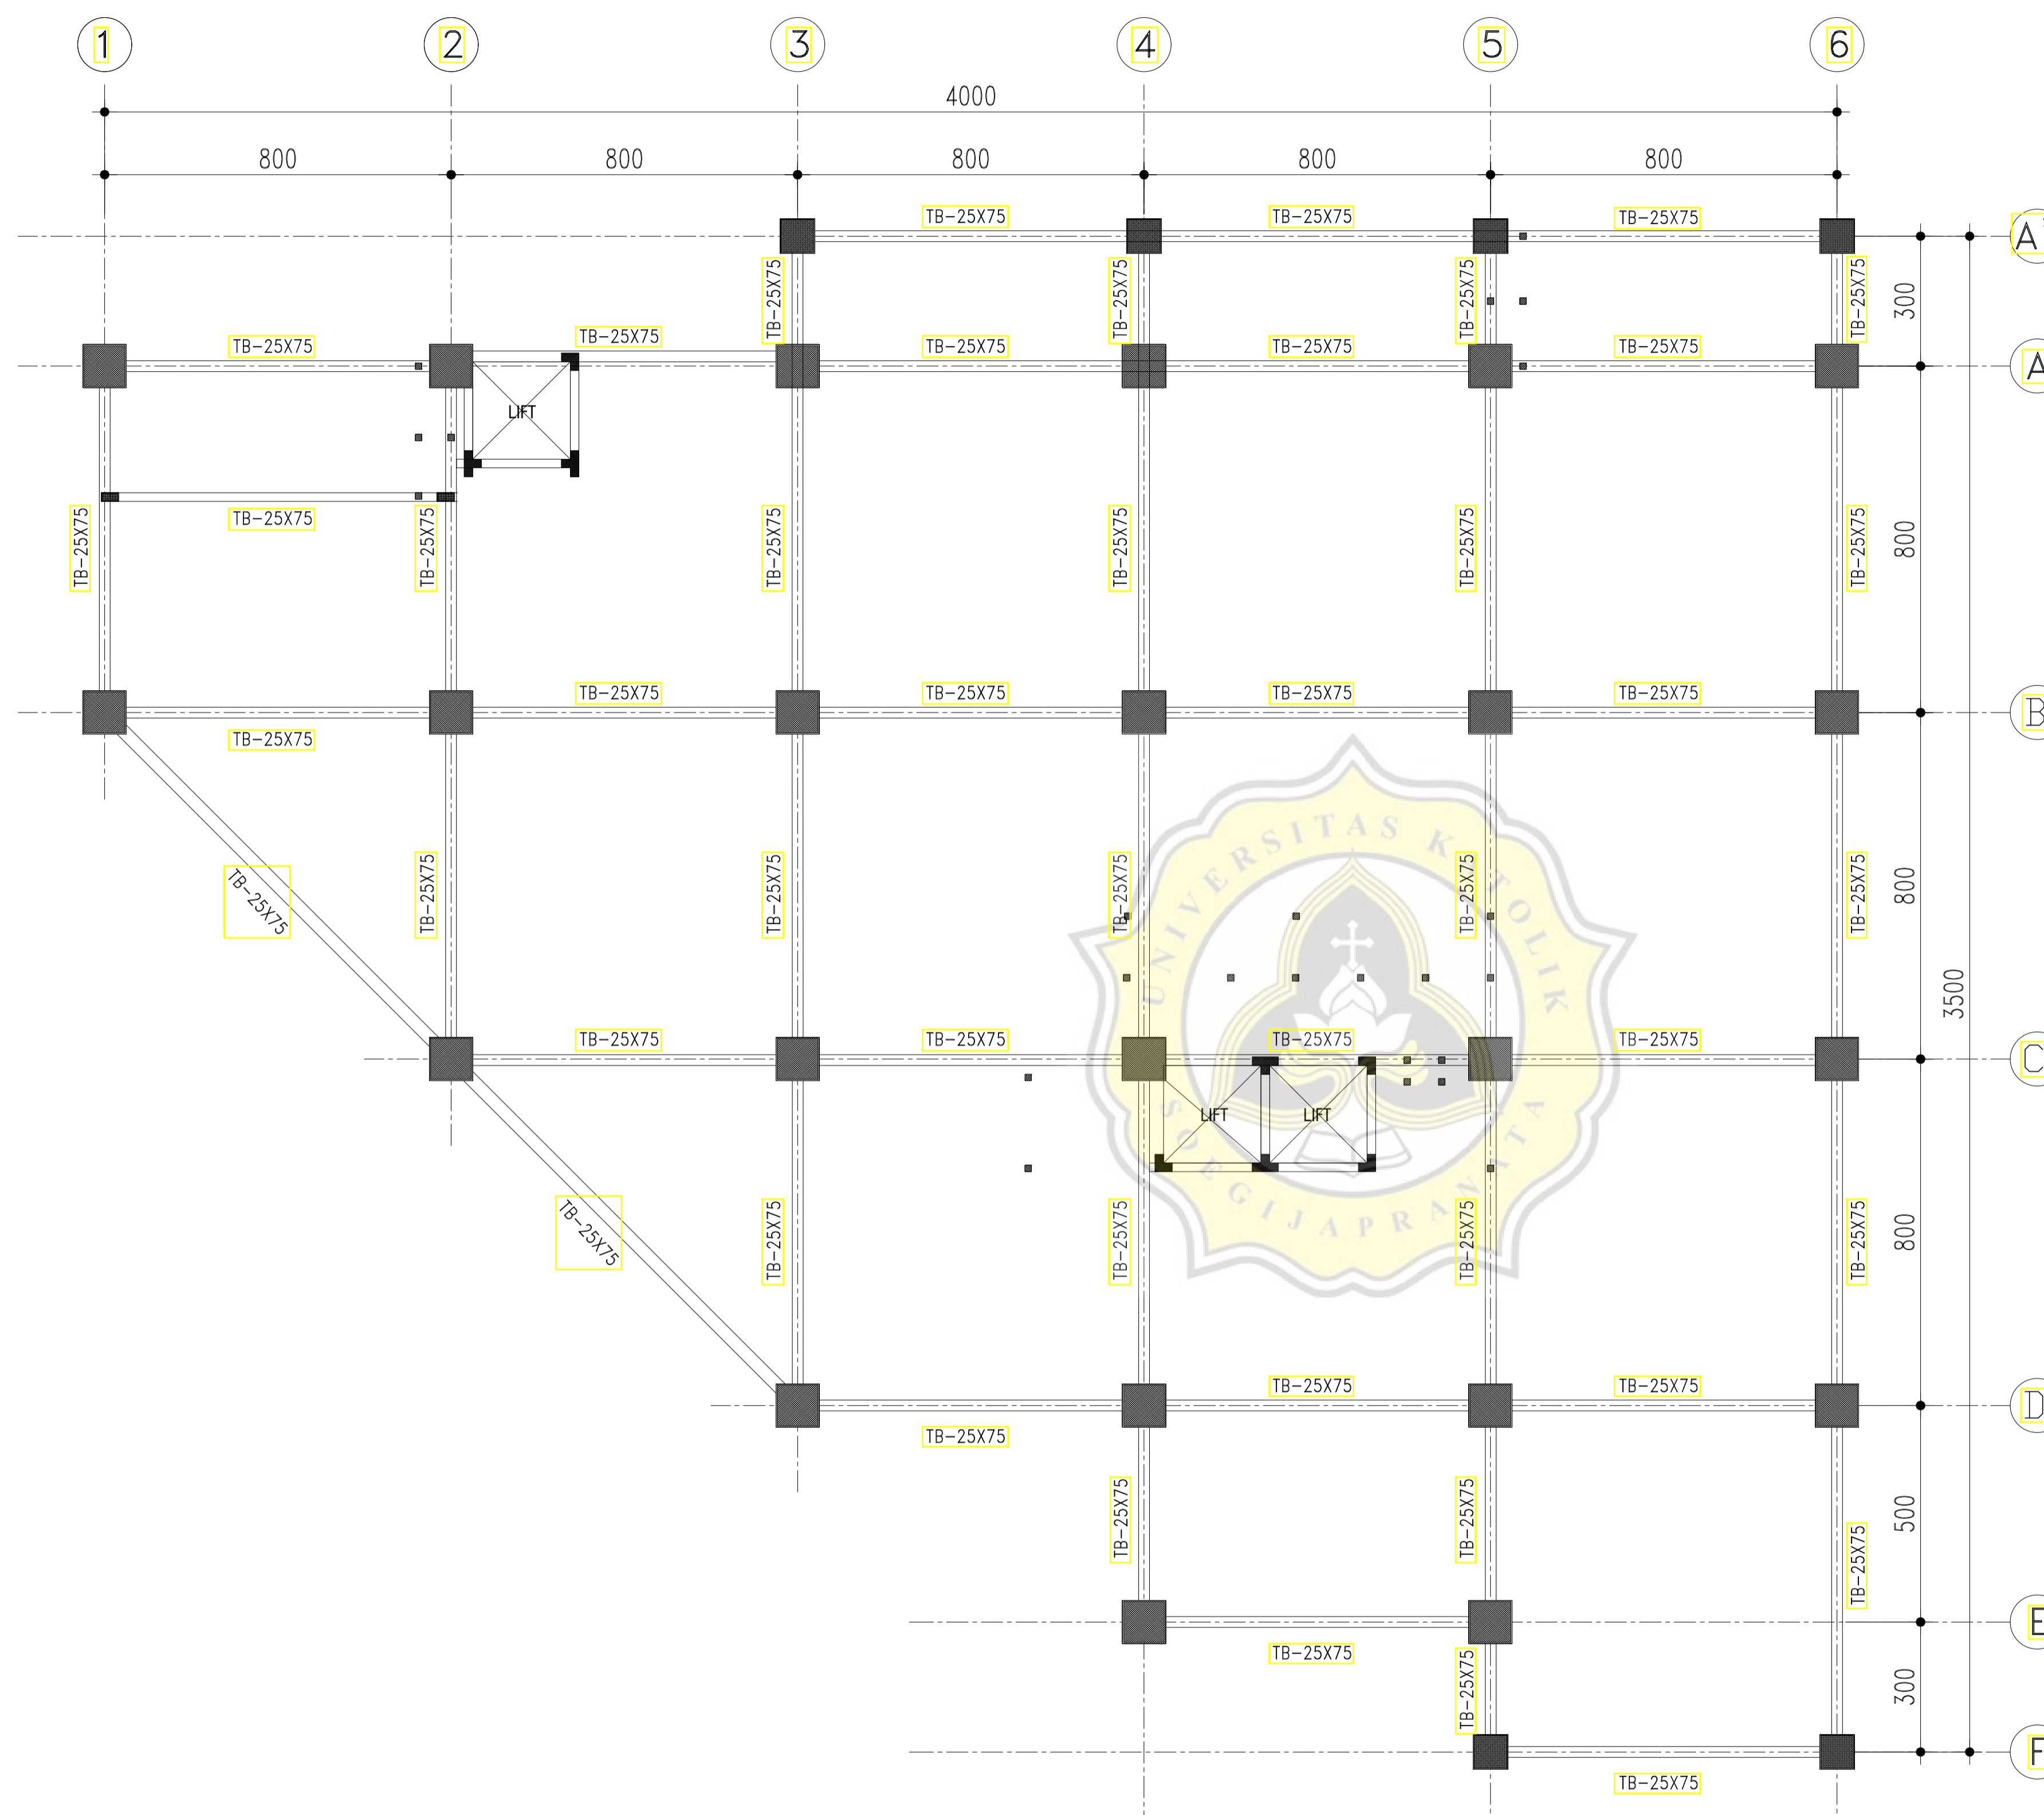 1 2 3 4 5 6
4000
800 800 800 800 800
TB-25X75 TB-25X75 TB-25X75
A
TB-25X75 TB-25X75 TB-25X75 TB-25X75
300
TB-25X75 TB-25X75 TB-25X75 TB-25X75 TB-25X75
A
LIFT
TB-25X75
TB-25X75 TB-25X75 TB-25X75 TB-25X75 TB-25X75 TB-25X75
800
TB-25X75 TB-25X75 TB-25X75 TB-25X75
B
TB-25X75
UNIVERSITAS KATOLIK
TB-25X75 TB-25X75 TB-25X75 TB-25X75 TB-25X75 TB-25X75
800
3500
TB-25X75 TB-25X75 TB-25X75 TB-25X75
C
LIFT LIFT
SOEGIJAPRANATA
TB-25X75 TB-25X75 TB-25X75 TB-25X75 TB-25X75
800
TB-25X75 TB-25X75
D
TB-25X75
TB-25X75 TB-25X75 TB-25X75
500
E
TB-25X75
TB-25X75
300
F
TB-25X75